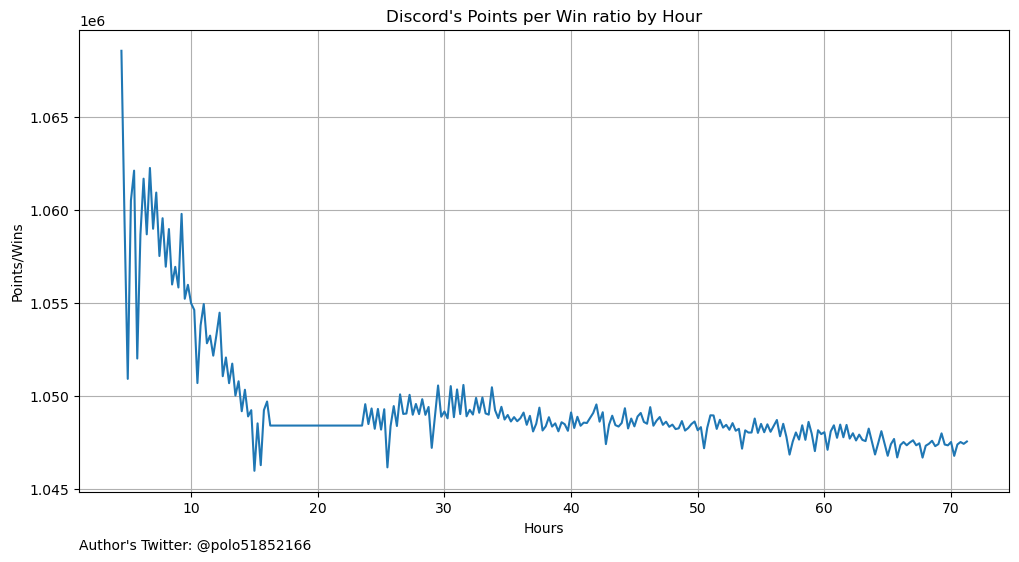 Discord's Points per Win ratio by Hour
1e6
1.065
1.060
1.055
1.050
1.045
Points/Wins
10 20 30 40 50 60 70
Hours
Author's Twitter: @polo51852166